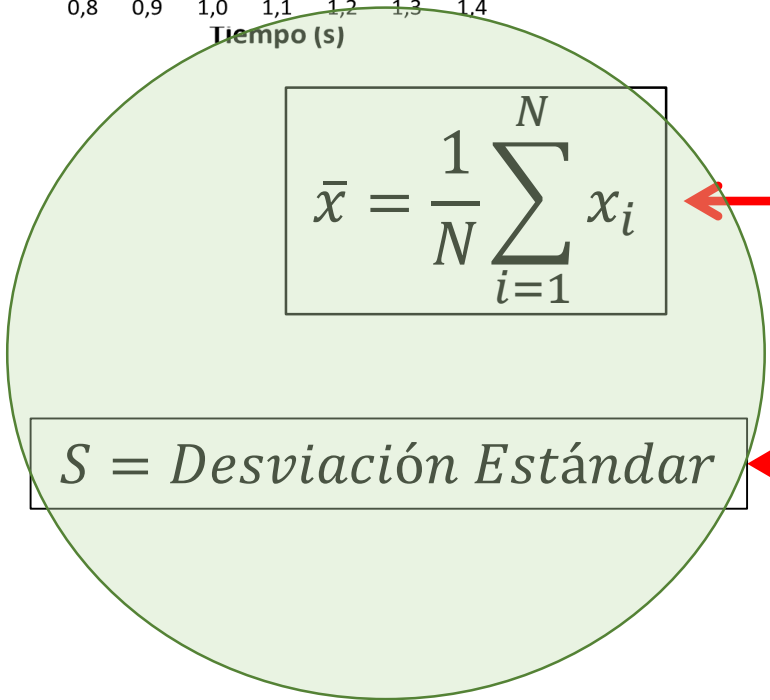 0,8 0,9 1,0 1,1 1,2 1,3 1,4
Tiempo (s)
x̄ = 1/N ∑_{i=1}^{N} x_i
S = Desviación Estándar